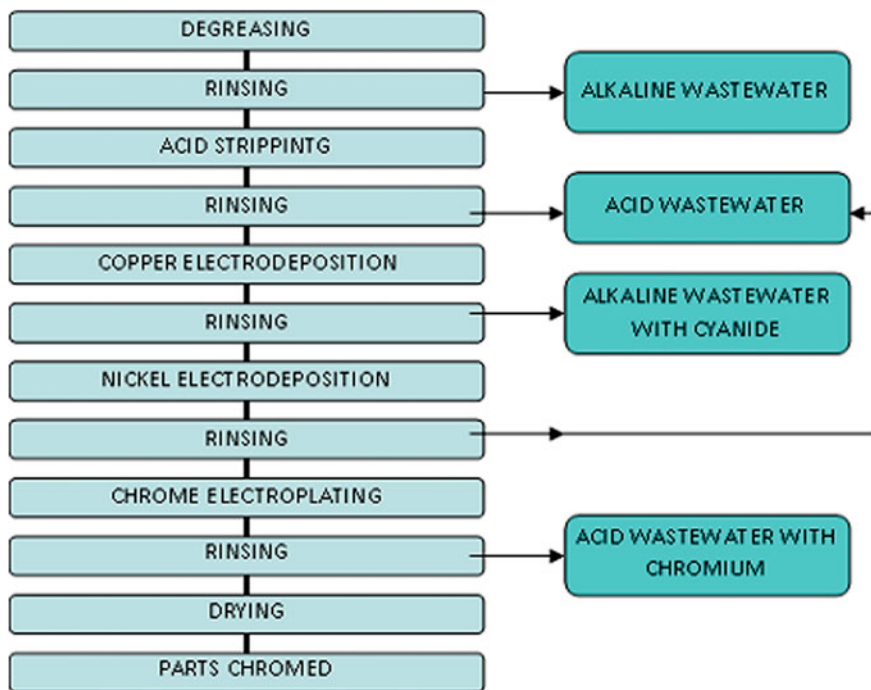 DEGREASING
RINSING
ALKALINE WASTEWATER
ACID STRIPPINTG
RINSING
ACID WASTEWATER
COPPER ELECTRODEPOSITION
RINSING
ALKALINE WASTEWATER
WITH CYANIDE
NICKEL ELECTRODEPOSITION
RINSING
CHROME ELECTROPLATING
RINSING
ACID WASTEWATER WITH
CHROMIUM
DRYING
PARTS CHROMED